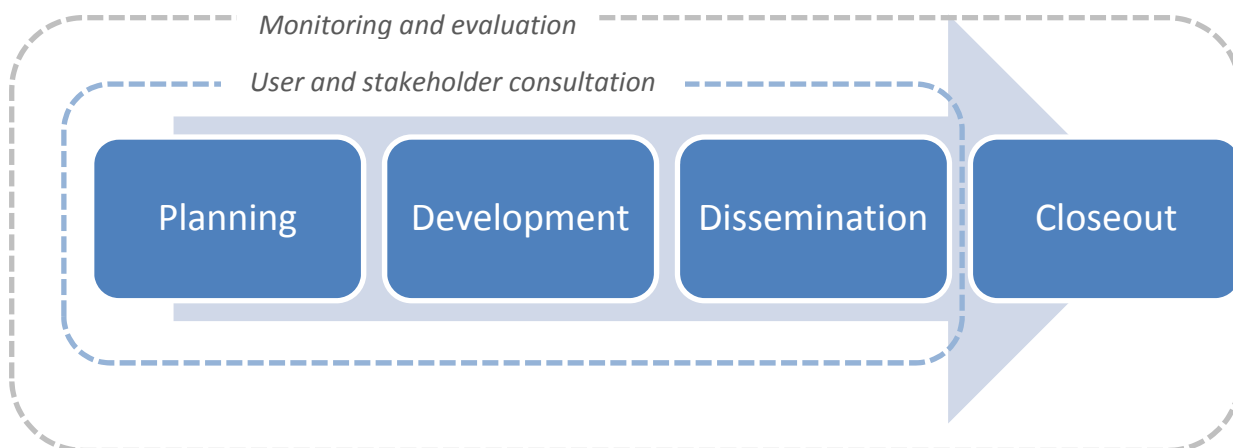 Monitoring and evaluation
User and stakeholder consultation
Planning
Development
Dissemination
Closeout